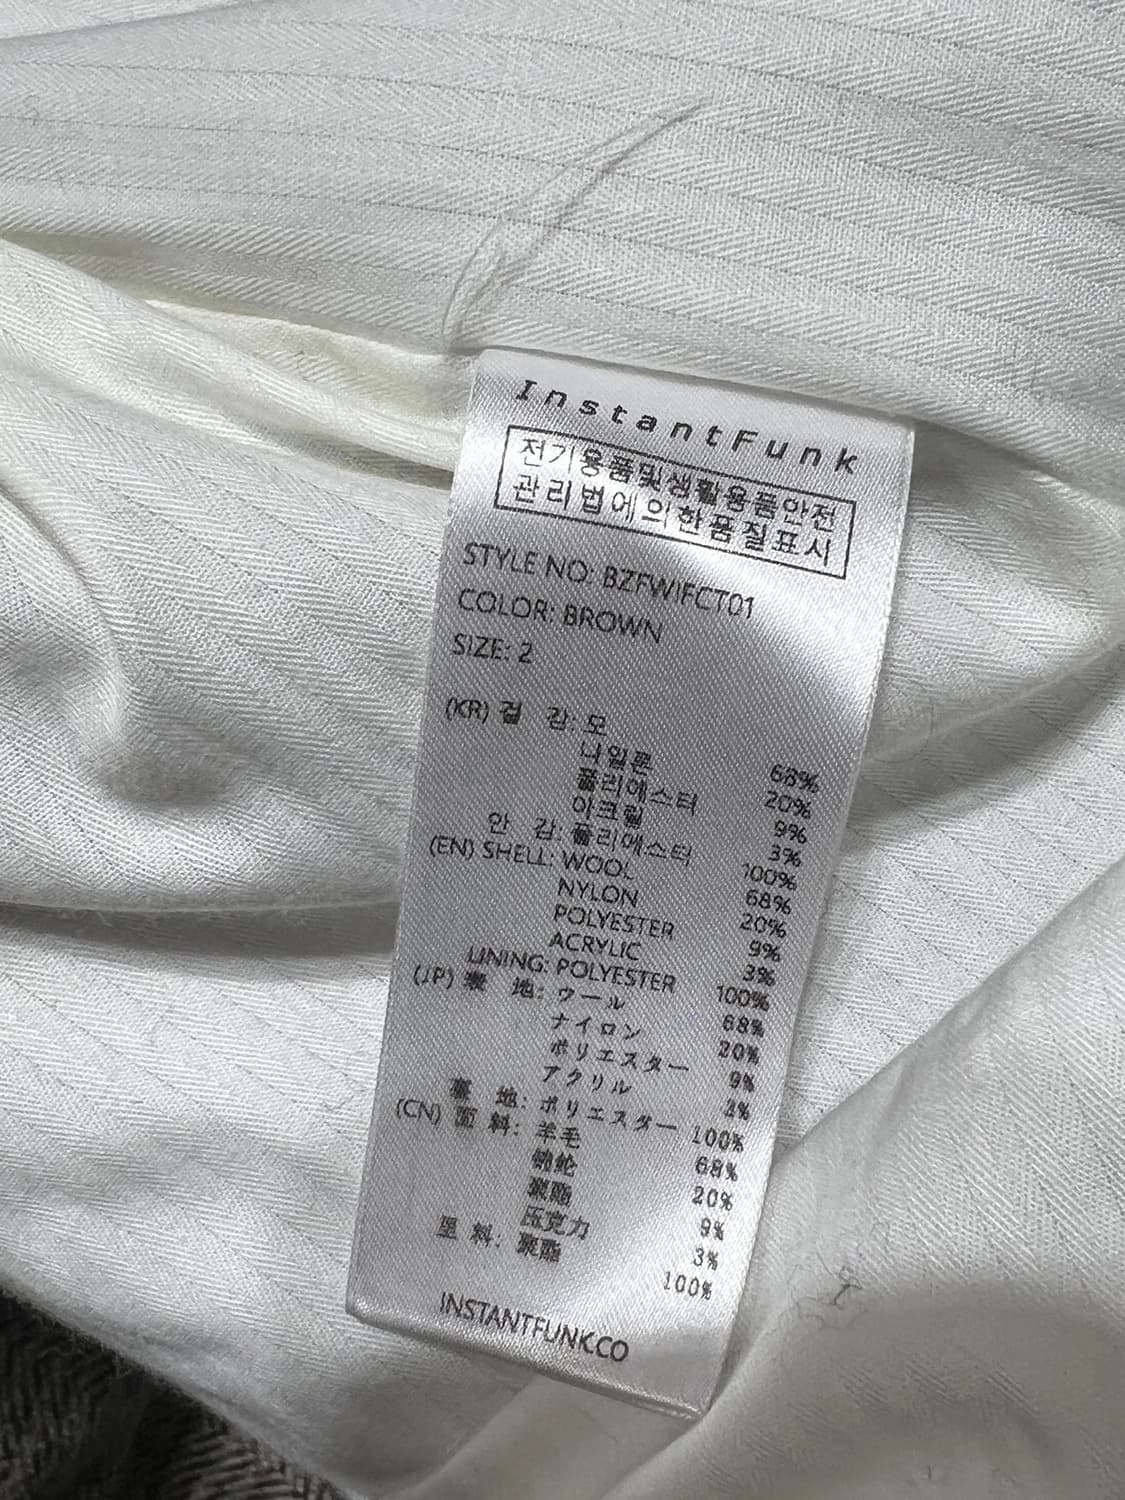 InstantFunk
전기용품및생활용품안전
관리법에의한품질표시
STYLE NO: BZFWIFCT01
COLOR: BROWN
SIZE: 2
(KR) 겉 감: 모 68%
나일론 20%
폴리에스터 9%
아크릴 3%
안 감: 폴리에스터 100%
(EN) SHELL: WOOL 68%
NYLON 20%
POLYESTER 9%
ACRYLIC 3%
LINING: POLYESTER 100%
(JP) 表 地: ウール 68%
ナイロン 20%
ポリエスター 9%
アクリル 3%
裏 地: ポリエスター 100%
(CN) 面 料: 羊毛 68%
锦纶 20%
聚酯 9%
压克力 3%
里 料: 聚酯 100%
INSTANTFUNK.CO